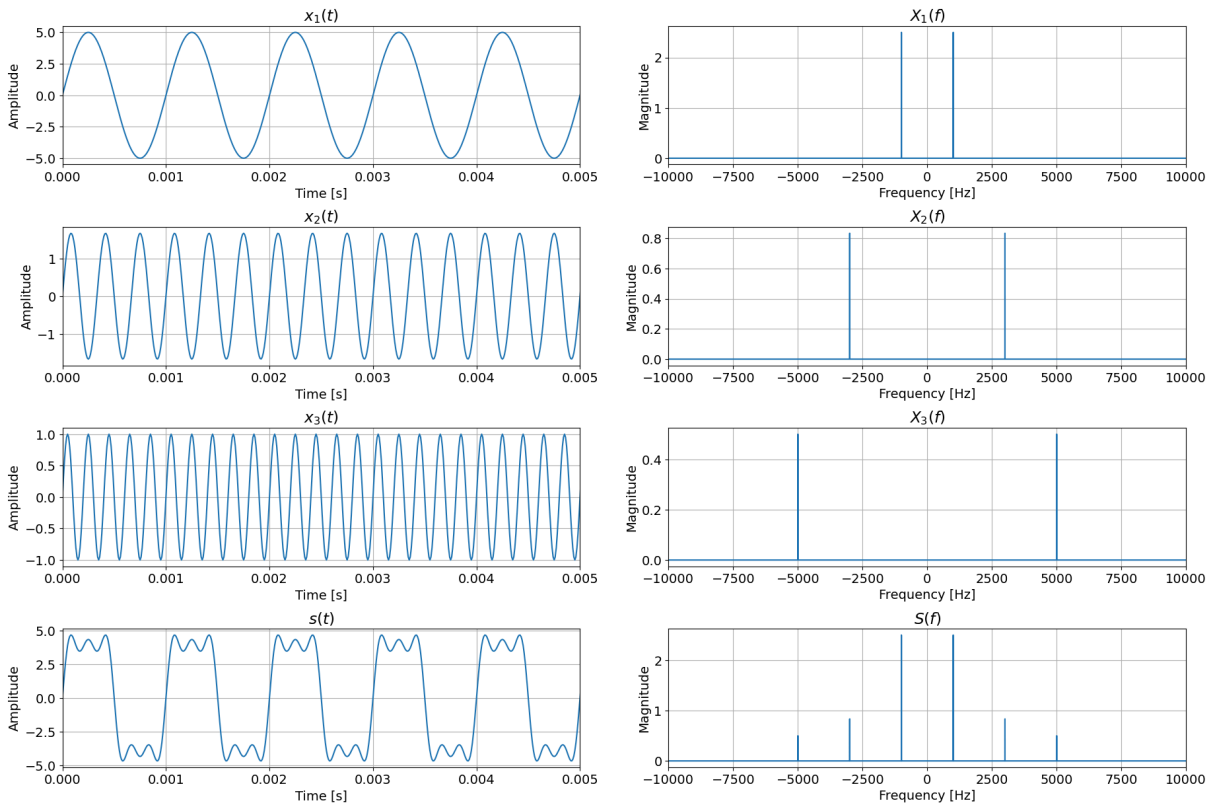 x₁(t)
Amplitude
5.0
2.5
0.0
−2.5
−5.0
0.000 0.001 0.002 0.003 0.004 0.005
Time [s]
X₁(f)
Magnitude
2
1
0
−10000 −7500 −5000 −2500 0 2500 5000 7500 10000
Frequency [Hz]
x₂(t)
Amplitude
1
0
−1
0.000 0.001 0.002 0.003 0.004 0.005
Time [s]
X₂(f)
Magnitude
0.8
0.6
0.4
0.2
0.0
−10000 −7500 −5000 −2500 0 2500 5000 7500 10000
Frequency [Hz]
x₃(t)
Amplitude
1.0
0.5
0.0
−0.5
−1.0
0.000 0.001 0.002 0.003 0.004 0.005
Time [s]
X₃(f)
Magnitude
0.4
0.2
0.0
−10000 −7500 −5000 −2500 0 2500 5000 7500 10000
Frequency [Hz]
s(t)
Amplitude
5.0
2.5
0.0
−2.5
−5.0
0.000 0.001 0.002 0.003 0.004 0.005
Time [s]
S(f)
Magnitude
2
1
0
−10000 −7500 −5000 −2500 0 2500 5000 7500 10000
Frequency [Hz]